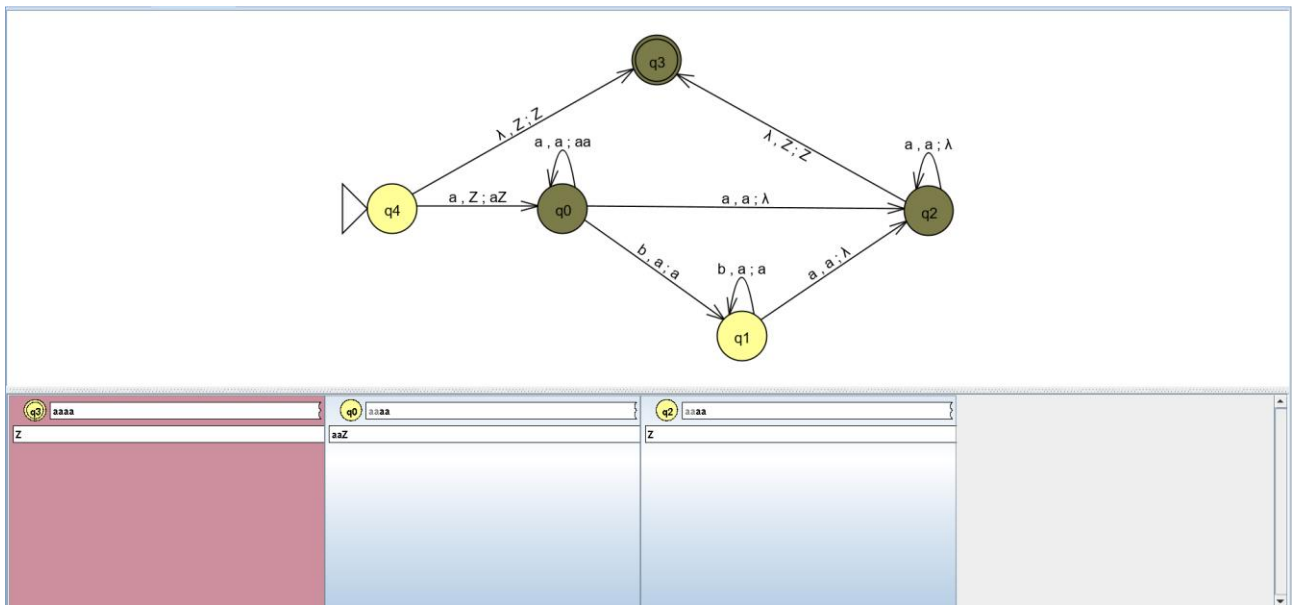 q3
λ , Z ; Z
λ , Z ; Z
a , a ; aa
a , a ; λ
q4
a , Z ; aZ
q0
a , a ; λ
q2
b , a ; a
b , a ; a
a , a ; λ
q1
q3 aaaa
Z
q0 aaaa
aaZ
q2 aaaa
Z